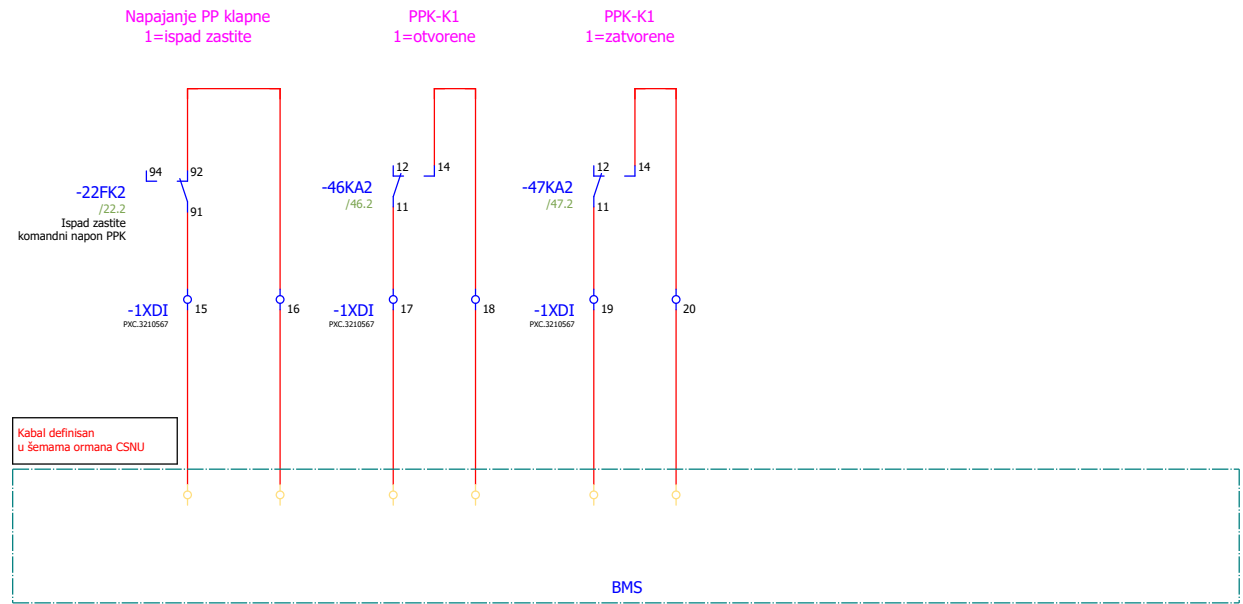 Napajanje PP klapne
1=ispad zastite
PPK-K1
1=otvorene
PPK-K1
1=zatvorene
94
92
-22FK2
/22.2
Ispad zastite
komandni napon PPK
91
12
14
-46KA2
/46.2
11
12
14
-47KA2
/47.2
11
-1XDI
PXC.3210567
15
16
-1XDI
PXC.3210567
17
18
-1XDI
PXC.3210567
19
20
Kabal definisan
u šemama ormana CSNU
BMS